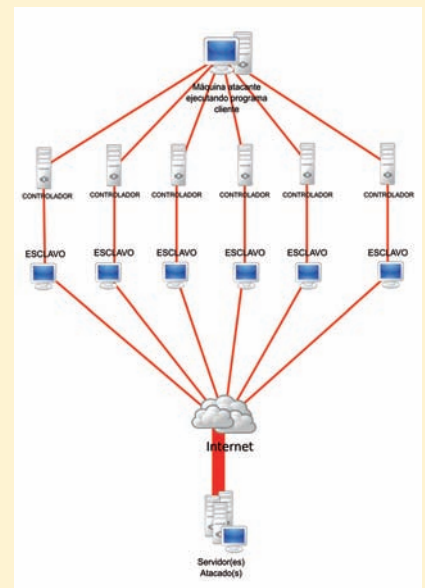 Máquina atacante
ejecutando programa
cliente
CONTROLADOR CONTROLADOR CONTROLADOR CONTROLADOR CONTROLADOR CONTROLADOR
ESCLAVO ESCLAVO ESCLAVO ESCLAVO ESCLAVO ESCLAVO
Internet
Servidor(es)
Atacado(s)